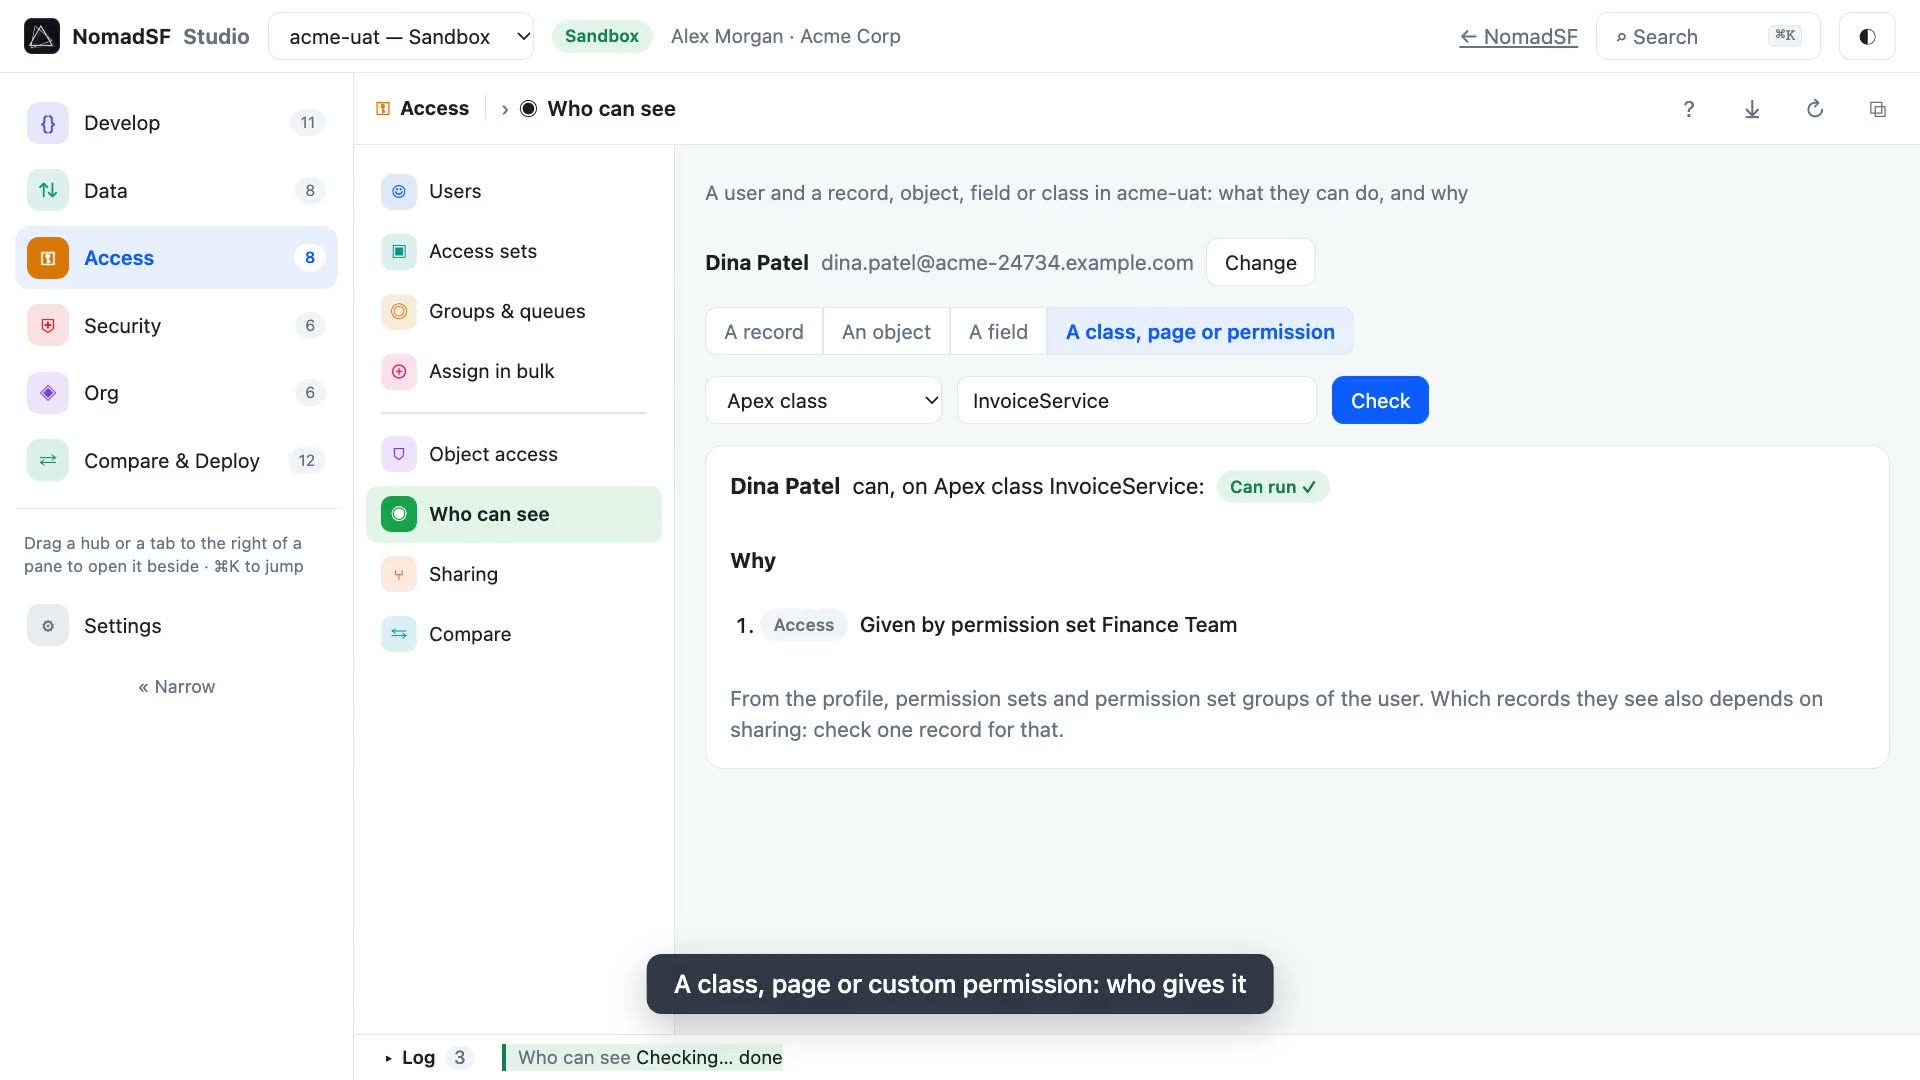 NomadSF Studio
acme-uat — Sandbox
Sandbox
Alex Morgan · Acme Corp
← NomadSF
Search
⌘K
Develop
11
Data
8
Access
8
Security
6
Org
6
Compare & Deploy
12
Drag a hub or a tab to the right of a
pane to open it beside · ⌘K to jump
Settings
« Narrow
Access
› Who can see
?
Users
Access sets
Groups & queues
Assign in bulk
Object access
Who can see
Sharing
Compare
A user and a record, object, field or class in acme-uat: what they can do, and why
Dina Patel dina.patel@acme-24734.example.com
Change
A record
An object
A field
A class, page or permission
Apex class
InvoiceService
Check
Dina Patel can, on Apex class InvoiceService: Can run ✓
Why
1. Access Given by permission set Finance Team
From the profile, permission sets and permission set groups of the user. Which records they see also depends on
sharing: check one record for that.
A class, page or custom permission: who gives it
Log 3
Who can see Checking... done